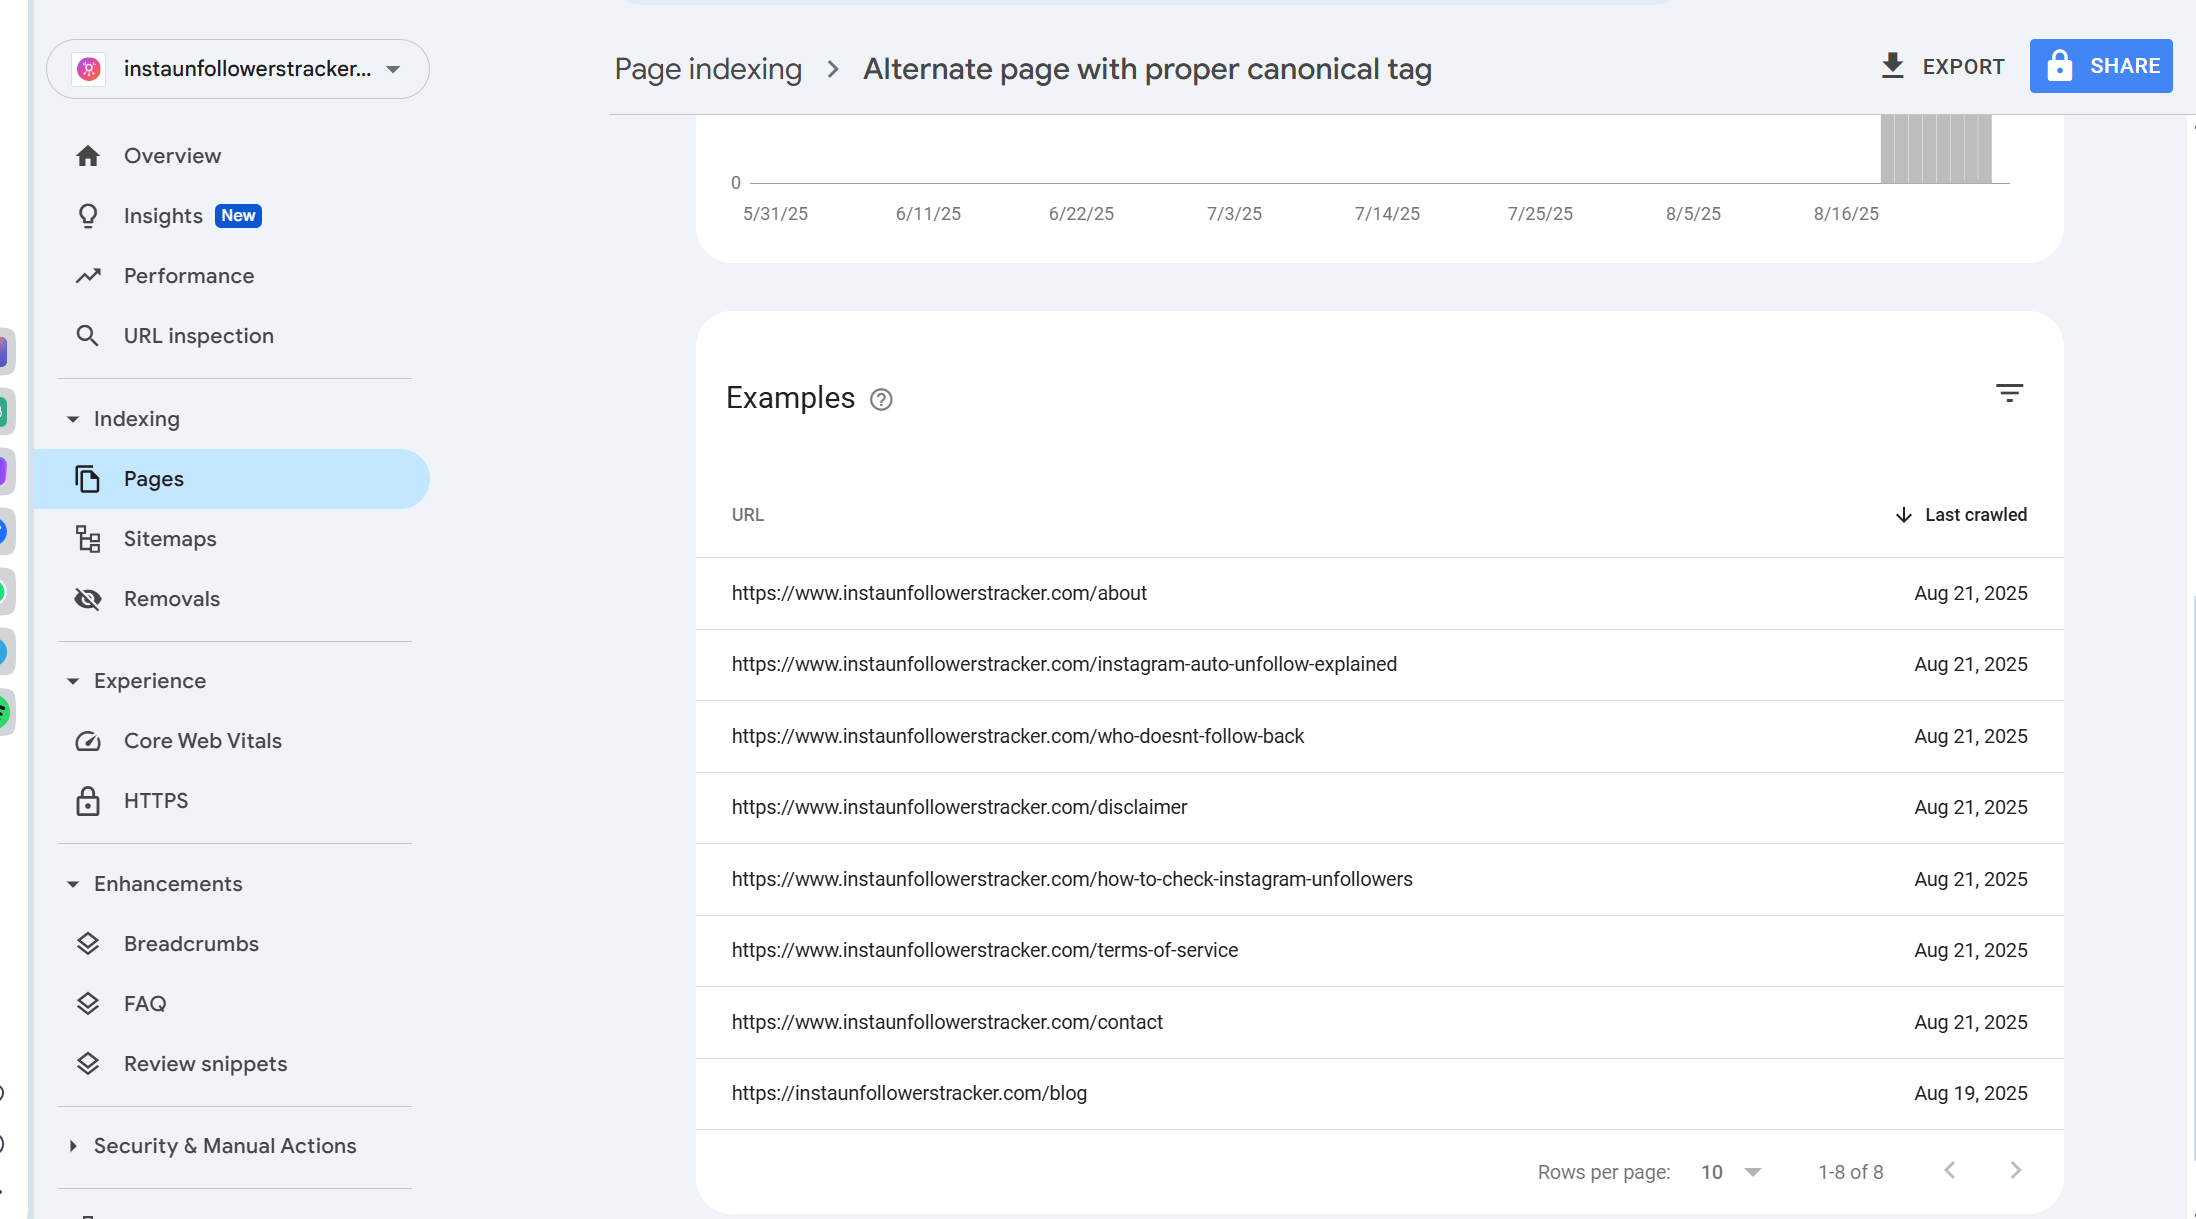 instaunfollowerstracker...
Page indexing > Alternate page with proper canonical tag
EXPORT
SHARE
Overview
Insights New
Performance
URL inspection
Indexing
Pages
Sitemaps
Removals
Experience
Core Web Vitals
HTTPS
Enhancements
Breadcrumbs
FAQ
Review snippets
Security & Manual Actions
0
5/31/25 6/11/25 6/22/25 7/3/25 7/14/25 7/25/25 8/5/25 8/16/25
Examples
URL Last crawled
https://www.instaunfollowerstracker.com/about Aug 21, 2025
https://www.instaunfollowerstracker.com/instagram-auto-unfollow-explained Aug 21, 2025
https://www.instaunfollowerstracker.com/who-doesnt-follow-back Aug 21, 2025
https://www.instaunfollowerstracker.com/disclaimer Aug 21, 2025
https://www.instaunfollowerstracker.com/how-to-check-instagram-unfollowers Aug 21, 2025
https://www.instaunfollowerstracker.com/terms-of-service Aug 21, 2025
https://www.instaunfollowerstracker.com/contact Aug 21, 2025
https://instaunfollowerstracker.com/blog Aug 19, 2025
Rows per page: 10 1-8 of 8